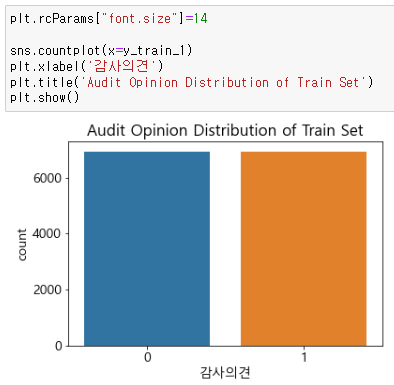 plt.rcParams["font.size"]=14
sns.countplot(x=y_train_1)
plt.xlabel('감사의견')
plt.title('Audit Opinion Distribution of Train Set')
plt.show()
Audit Opinion Distribution of Train Set
6000
4000
2000
0
count
0 1
감사의견